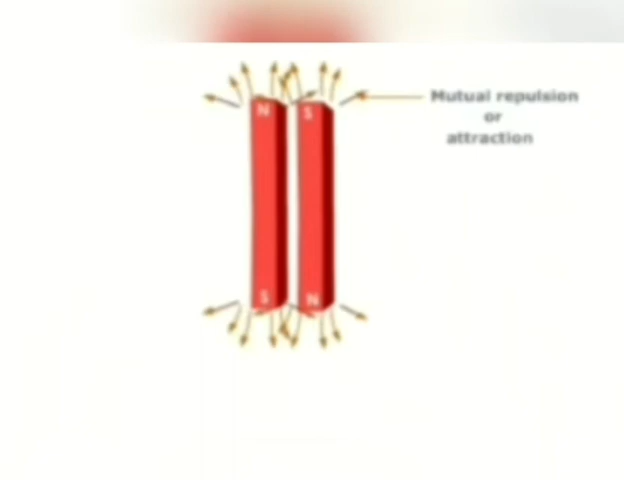 N S
Mutual repulsion
or
attraction
S N